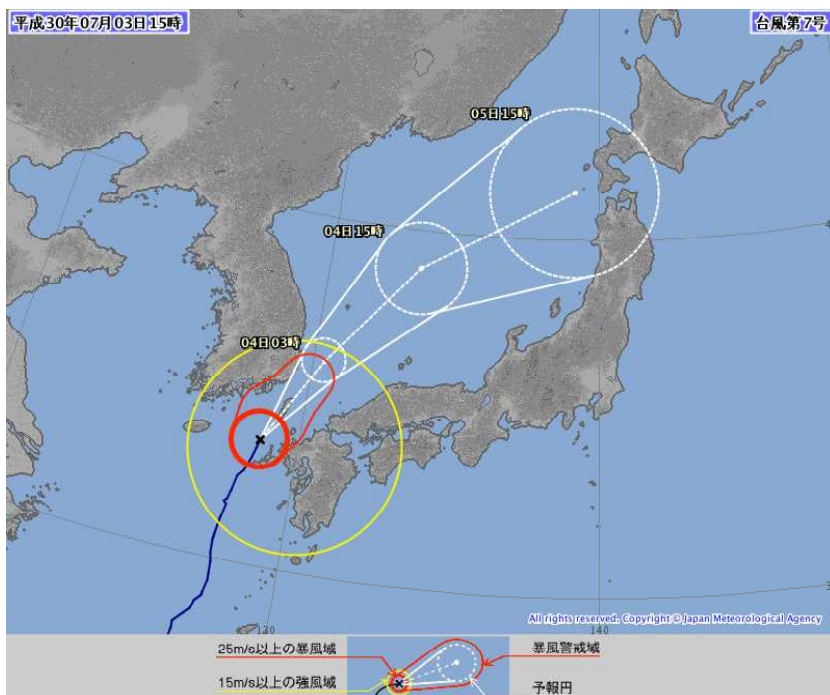 平成30年07月03日15時
台風第7号
05日15時
04日15時
04日03時
4
3
130
140
All rights reserved. Copyright © Japan Meteorological Agency
25m/s以上の暴風域
暴風警戒域
15m/s以上の強風域
予報円